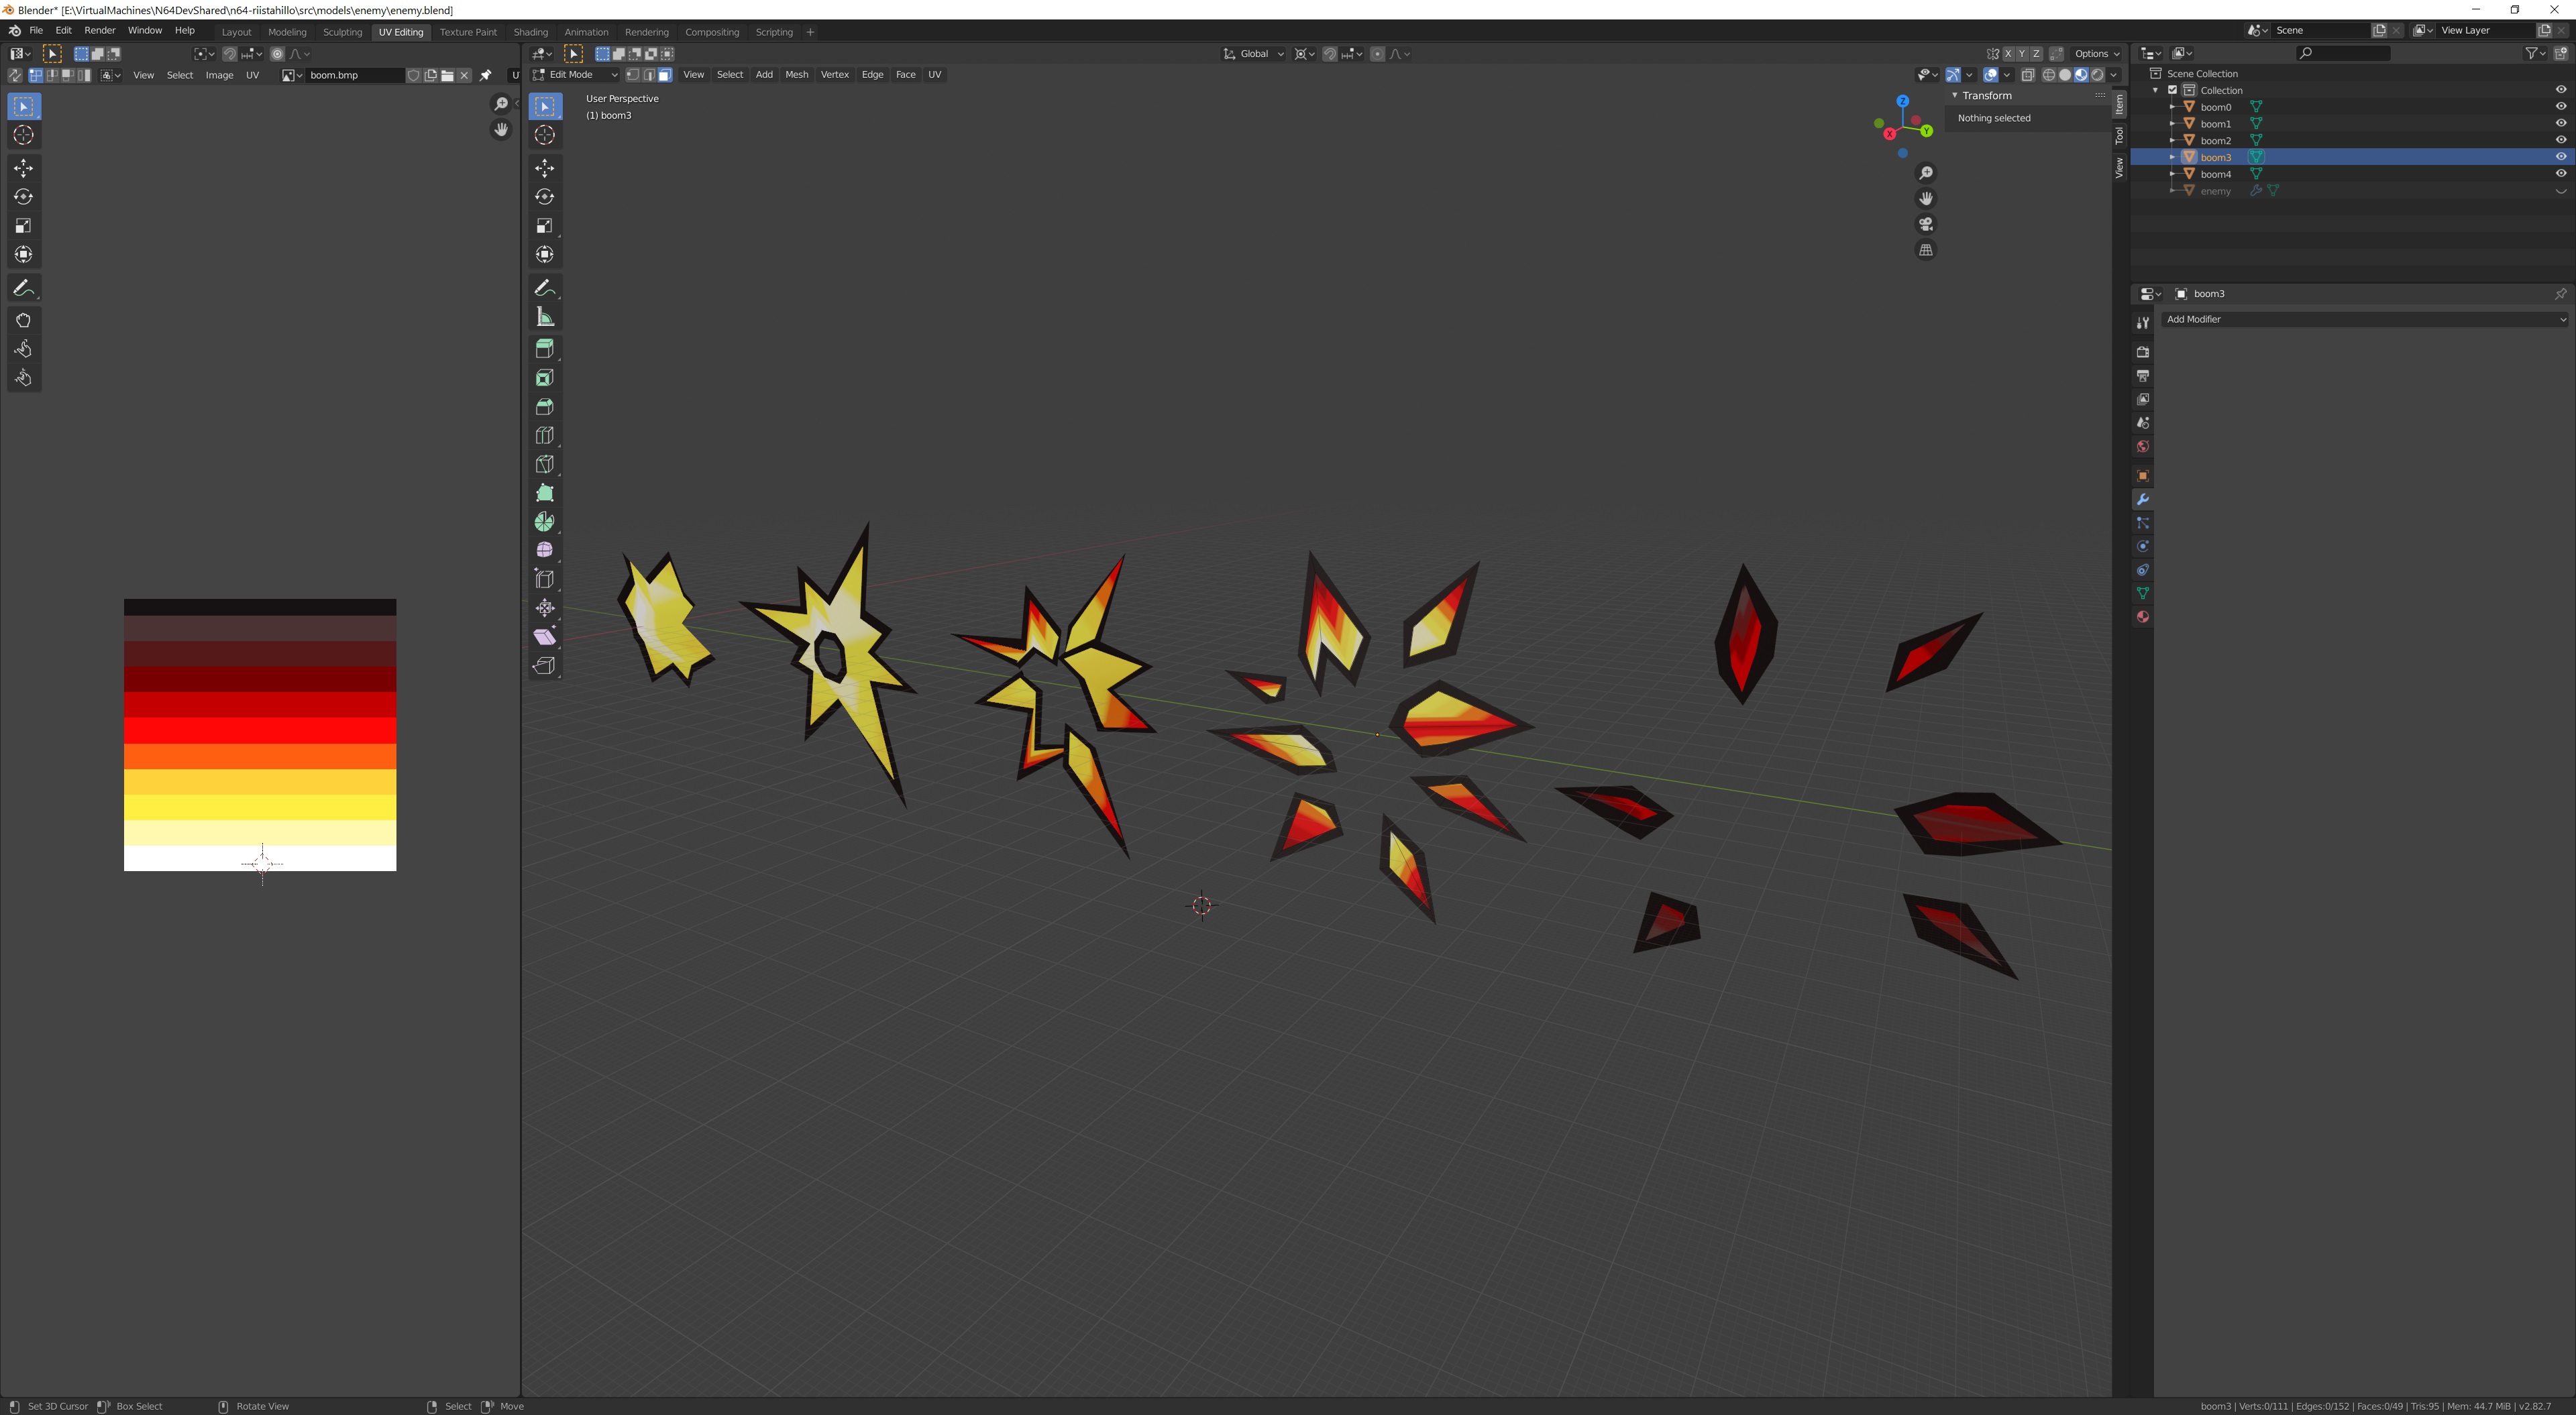 Blender* [E:\VirtualMachines\N64DevShared\n64-riistahillo\src\models\enemy\enemy.blend]
File Edit Render Window Help Layout Modeling Sculpting UV Editing Texture Paint Shading Animation Rendering Compositing Scripting + Scene View Layer
Global X Y Z Options
View Select Image UV boom.bmp U Edit Mode View Select Add Mesh Vertex Edge Face UV
User Perspective
(1) boom3
Z
X
Y
Transform
Nothing selected
Item
Tool
View
Scene Collection
Collection
boom0
boom1
boom2
boom3
boom4
enemy
boom3
Add Modifier
Set 3D Cursor Box Select Rotate View Select Move boom3 | Verts:0/111 | Edges:0/152 | Faces:0/49 | Tris:95 | Mem: 44.7 MiB | v2.82.7